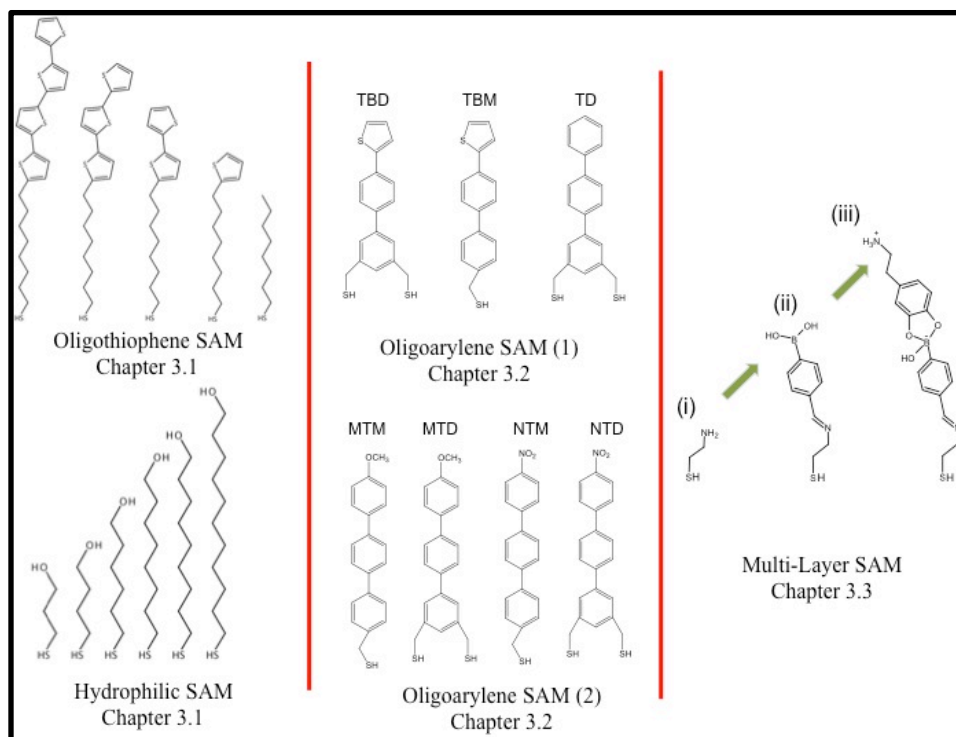 S
S S
S S S
S S S S
HS HS HS HS HS
Oligothiophene SAM
Chapter 3.1
HO HO HO HO HO HO
HS HS HS HS HS HS
Hydrophilic SAM
Chapter 3.1
TBD TBM TD
S S
SH SH SH SH SH
Oligoarylene SAM (1)
Chapter 3.2
MTM MTD NTM NTD
OCH₃ OCH₃ NO₂ NO₂
SH SH SH SH SH SH
Oligoarylene SAM (2)
Chapter 3.2
(i)
NH₂
SH
(ii)
HO OH
B
N
SH
(iii)
H₃N⁺
O O
HO B⁻
N
SH
Multi-Layer SAM
Chapter 3.3